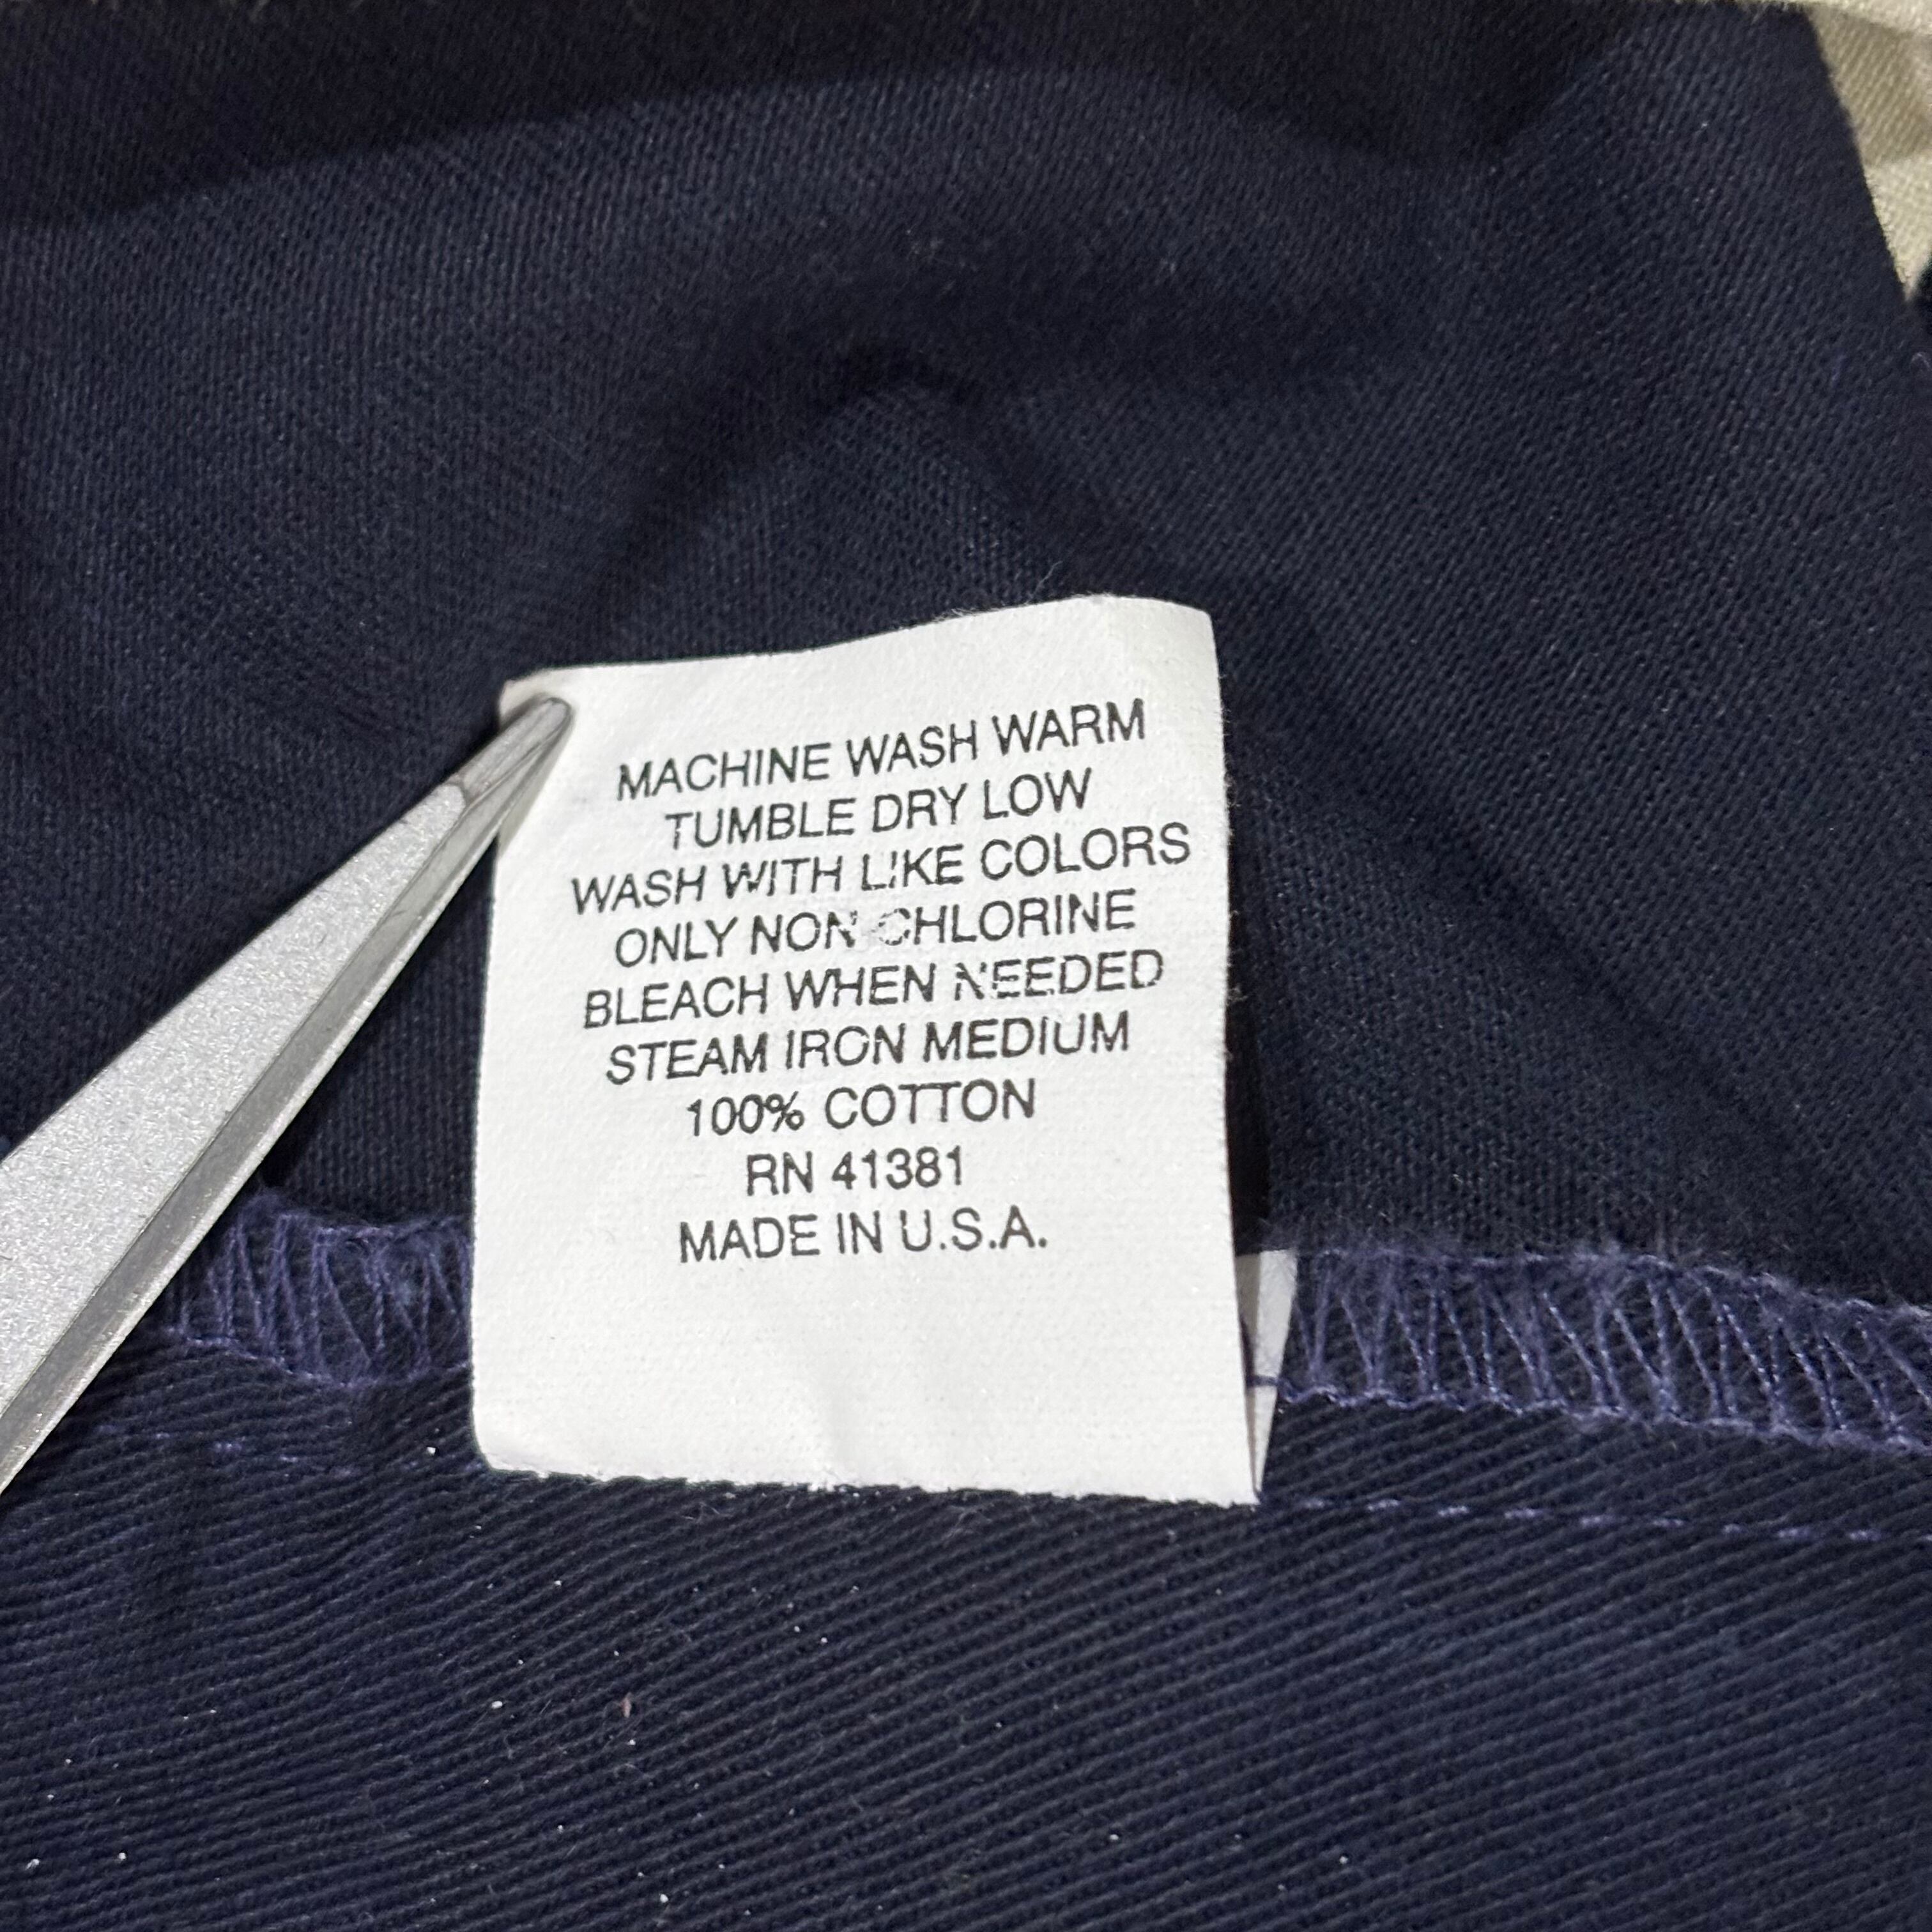 MACHINE WASH WARM
TUMBLE DRY LOW
WASH WITH LIKE COLORS
ONLY NON-CHLORINE
BLEACH WHEN NEEDED
STEAM IRON MEDIUM
100% COTTON
RN 41381
MADE IN U.S.A.